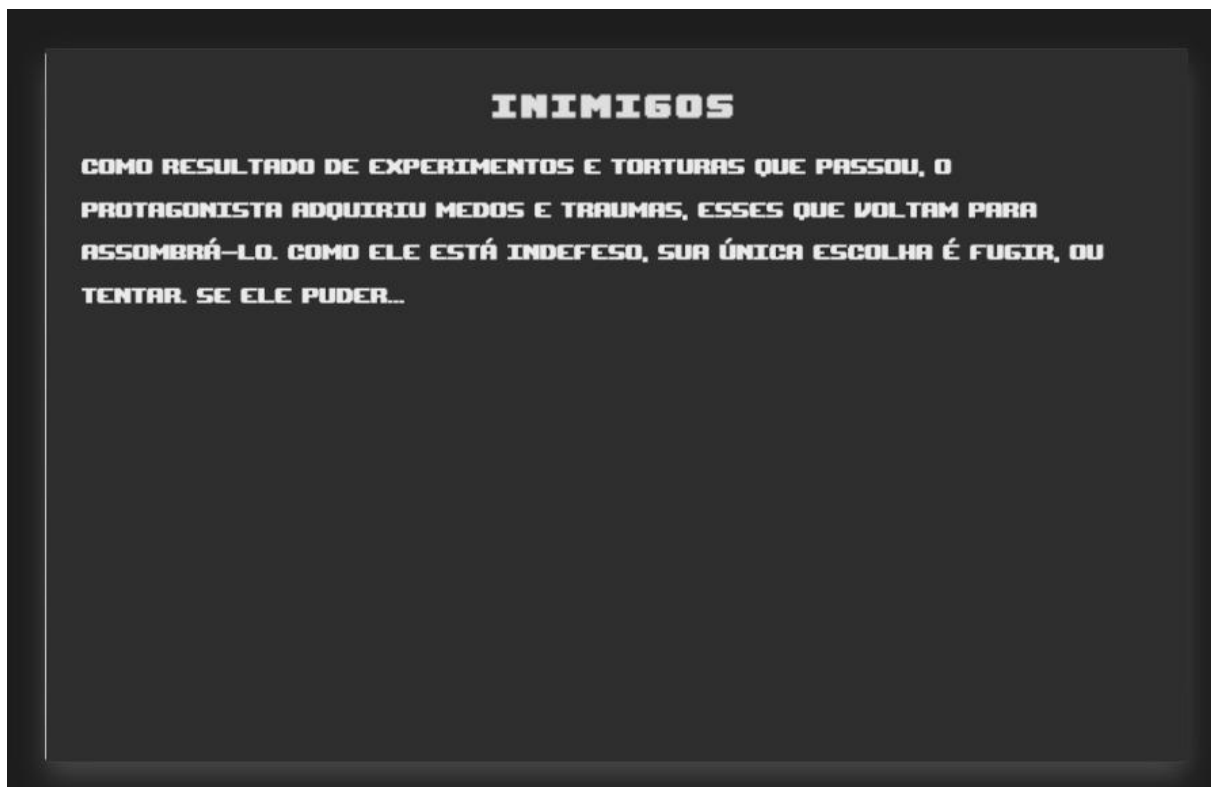 INIMIGOS
COMO RESULTADO DE EXPERIMENTOS E TORTURAS QUE PASSOU, O
PROTAGONISTA ADQUIRIU MEDOS E TRAUMAS, ESSES QUE VOLTAM PARA
ASSOMBRÁ-LO. COMO ELE ESTÁ INDEFESO, SUA ÚNICA ESCOLHA É FUGIR, OU
TENTAR. SE ELE PUDER...